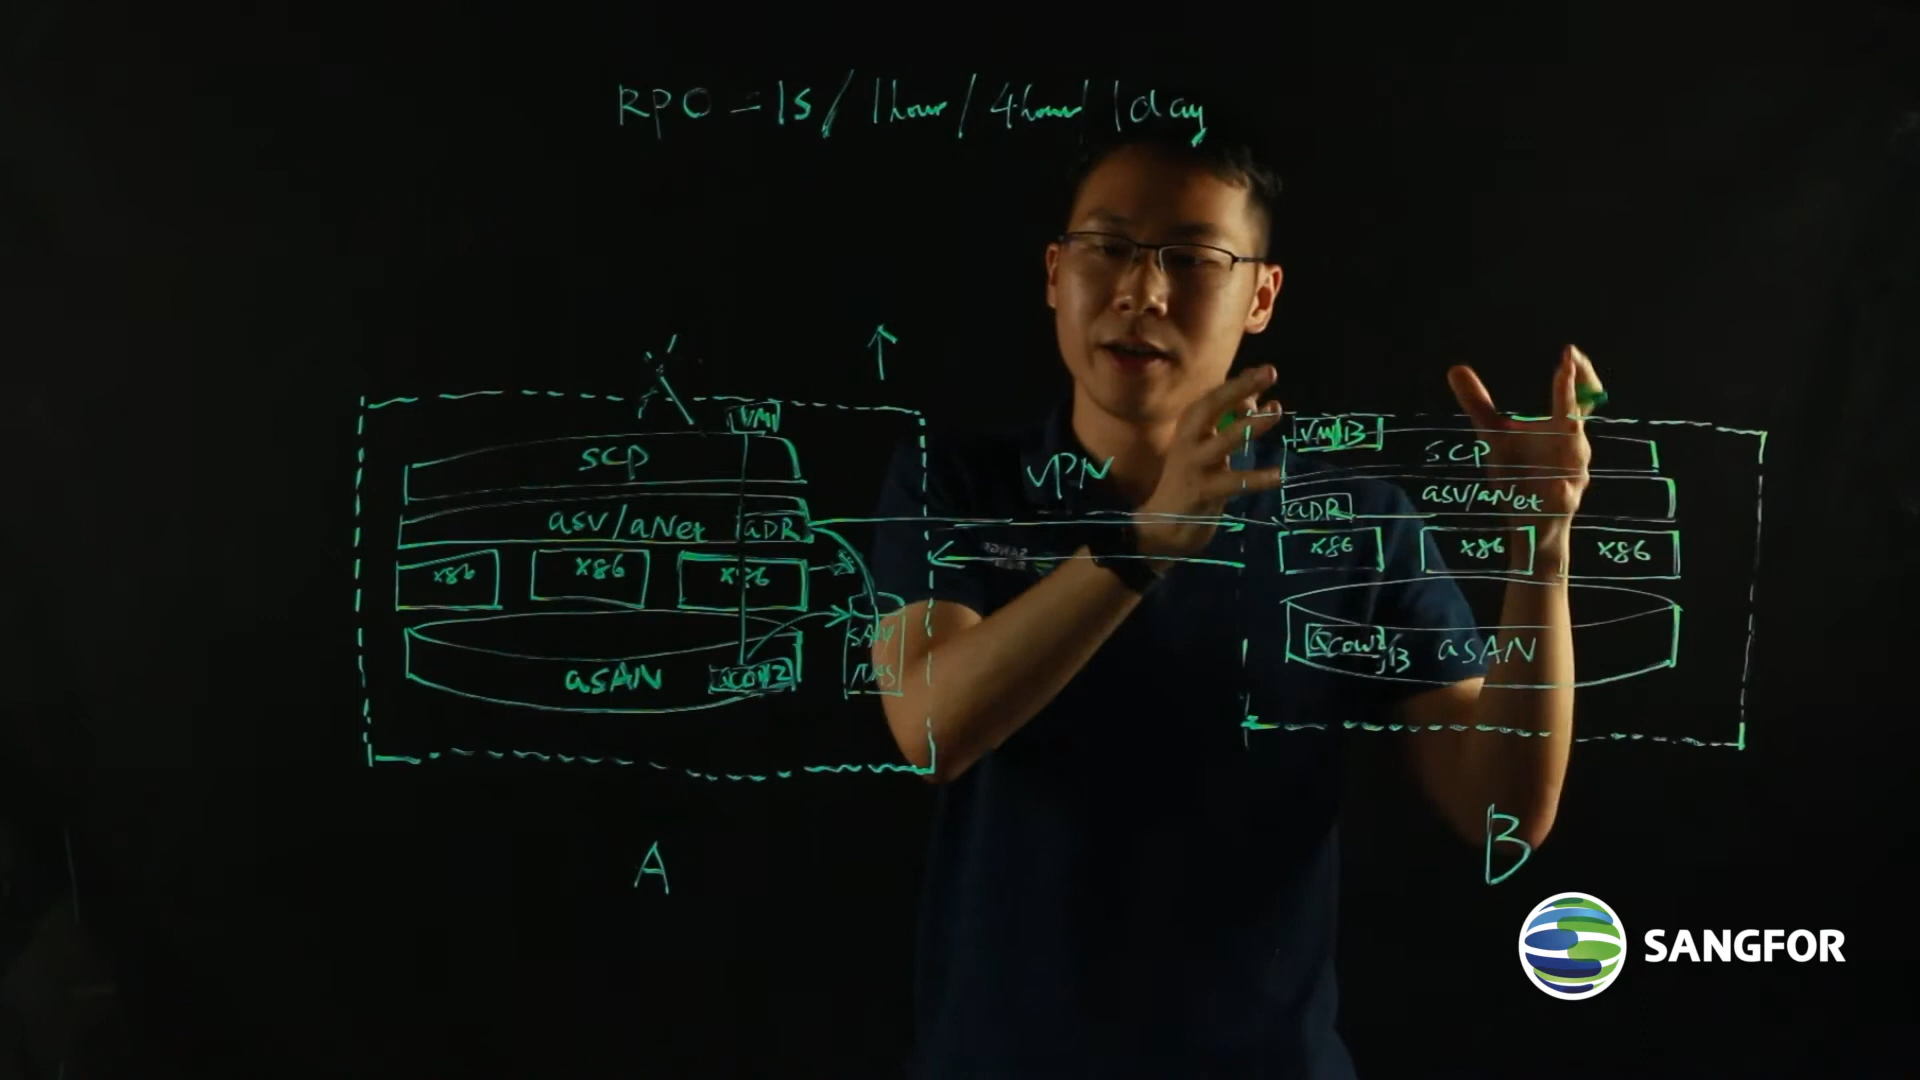 RPO = 1s / 1hour / 4hour / 1day
VM1
SCP
asv/aNet
aDR
x86
x86
x86
asAN
QCOW2
SAN
/NAS
A
VPN
VM1B
SCP
asV/aNet
aDR
x86
x86
x86
QCow2,B
asAN
B
SANGFOR